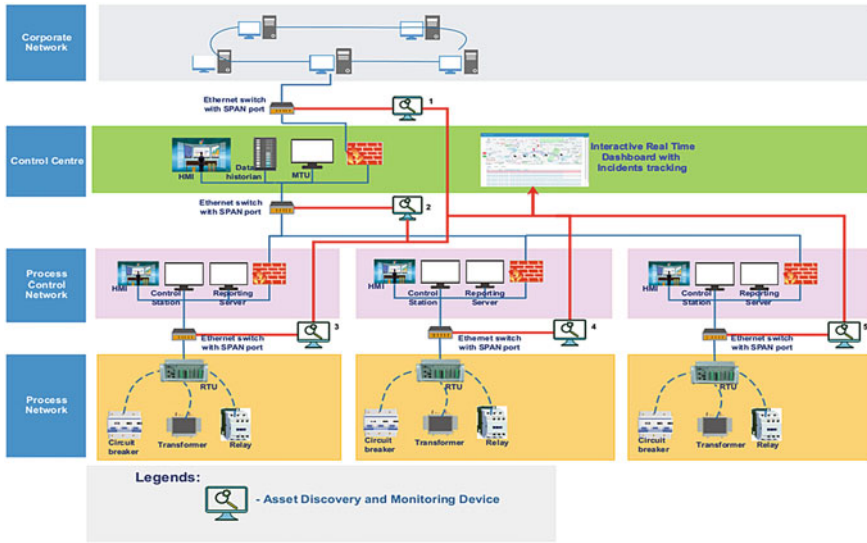 Corporate
Network
Ethernet switch
with SPAN port
1
Control Centre
HMI
Data
historian
MTU
Interactive Real Time
Dashboard with
Incidents tracking
Ethernet switch
with SPAN port
2
Process
Control
Network
HMI
Control
Station
Reporting
Server
HMI
Control
Station
Reporting
Server
HMI
Control
Station
Reporting
Server
Ethernet switch
with SPAN port
3
Ethernet switch
with SPAN port
4
Ethernet switch
with SPAN port
5
Process
Network
RTU
Circuit
breaker
Transformer
Relay
RTU
Circuit
breaker
Transformer
Relay
RTU
Circuit
breaker
Transformer
Relay
Legends:
- Asset Discovery and Monitoring Device